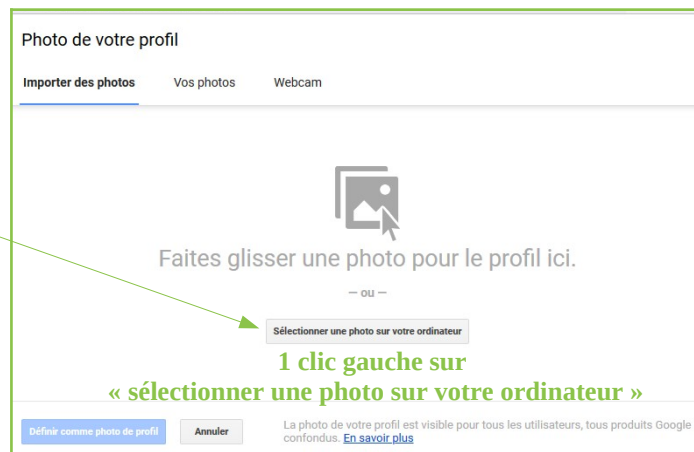 Photo de votre profil
Importer des photos Vos photos Webcam
Faites glisser une photo pour le profil ici.
— ou —
Sélectionner une photo sur votre ordinateur
1 clic gauche sur
« sélectionner une photo sur votre ordinateur »
Définir comme photo de profil Annuler La photo de votre profil est visible pour tous les utilisateurs, tous produits Google
confondus. En savoir plus